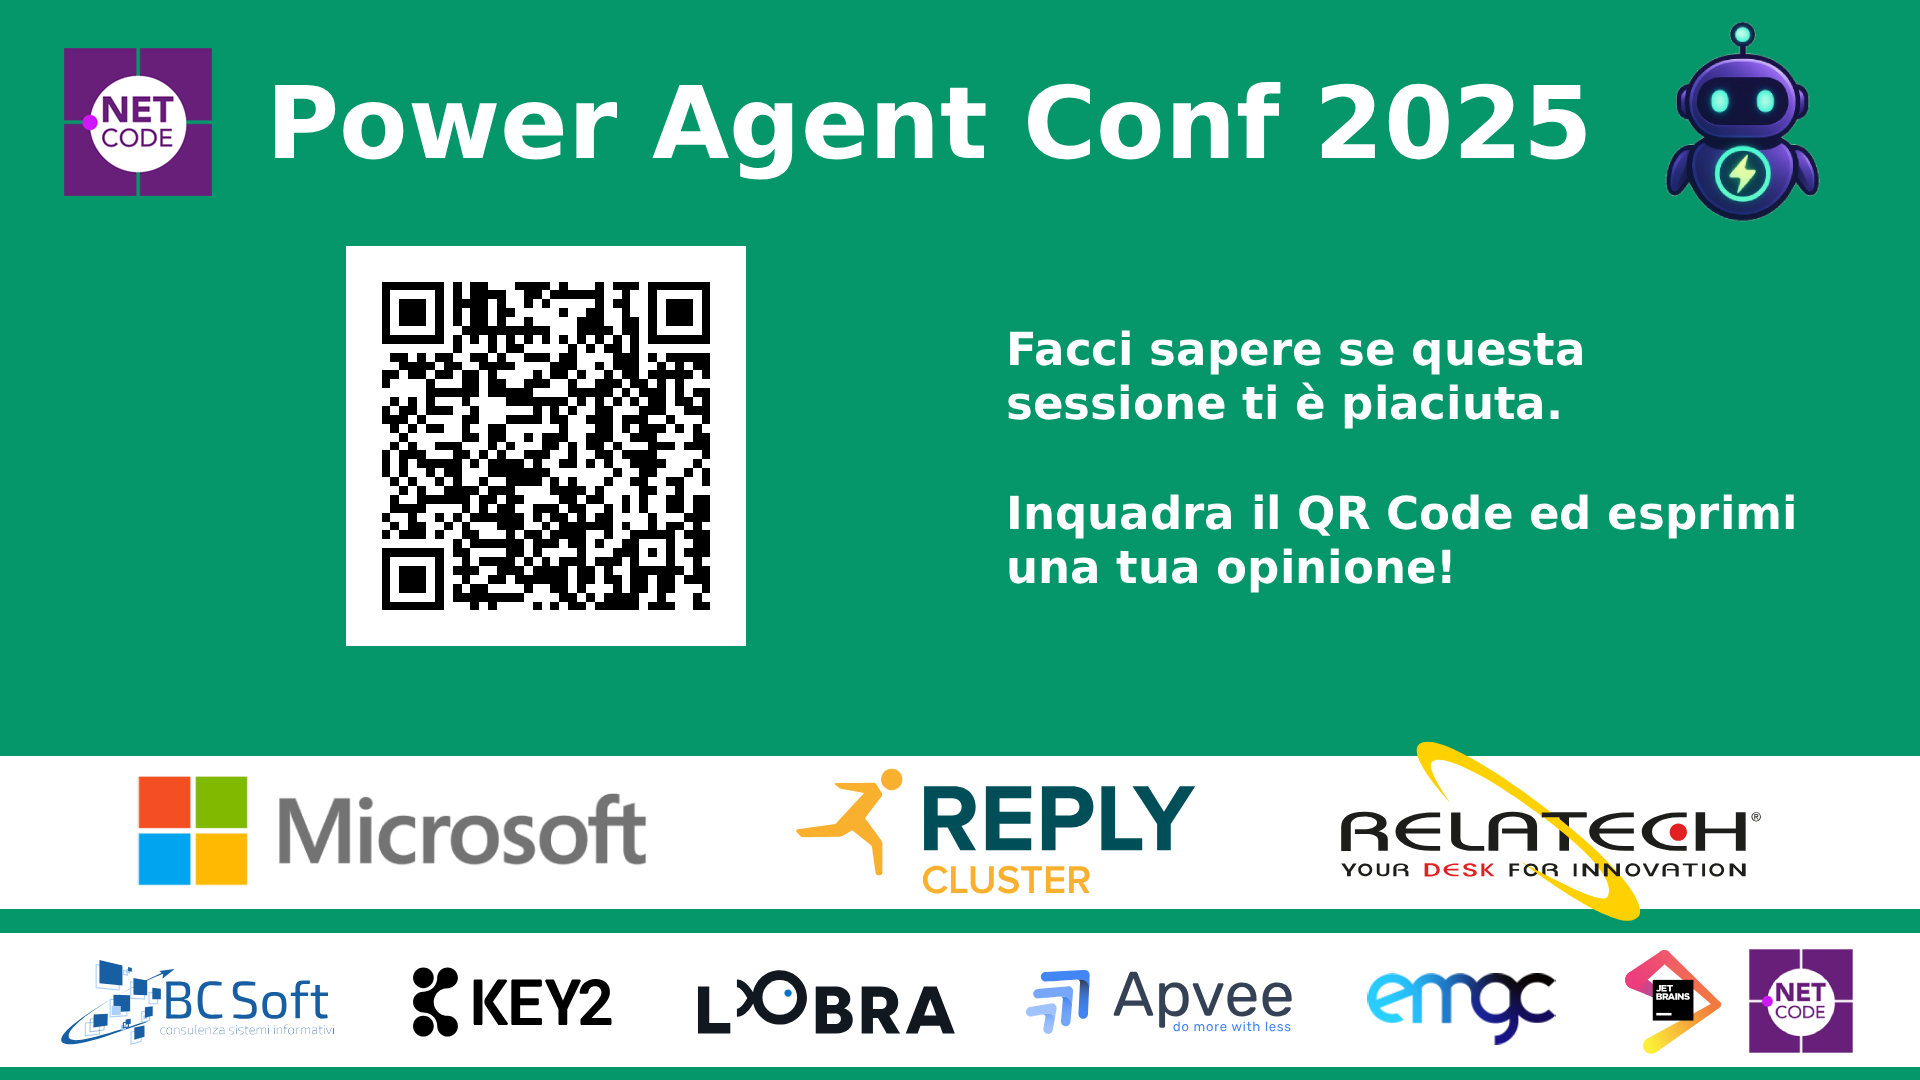 NET
CODE
Power Agent Conf 2025
Facci sapere se questa
sessione ti è piaciuta.
Inquadra il QR Code ed esprimi
una tua opinione!
Microsoft
REPLY
CLUSTER
RELATECH®
YOUR DESK FOR INNOVATION
BCSoft
consulenza sistemi informativi
KEY2
LOBRA
Apvee
do more with less
emgc
JET
BRAINS
NET
CODE